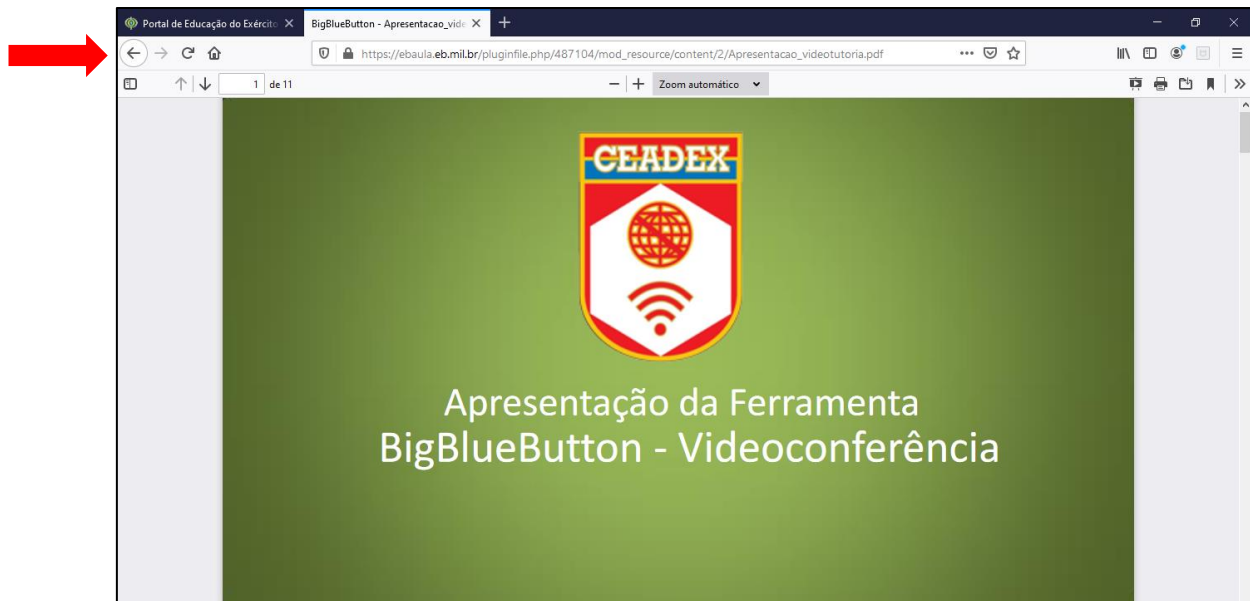 Portal de Educação do Exército
BigBlueButton - Apresentacao_vide
https://ebaula.eb.mil.br/pluginfile.php/487104/mod_resource/content/2/Apresentacao_videotutoria.pdf
1 de 11
Zoom automático
CEADEX
Apresentação da Ferramenta
BigBlueButton - Videoconferência